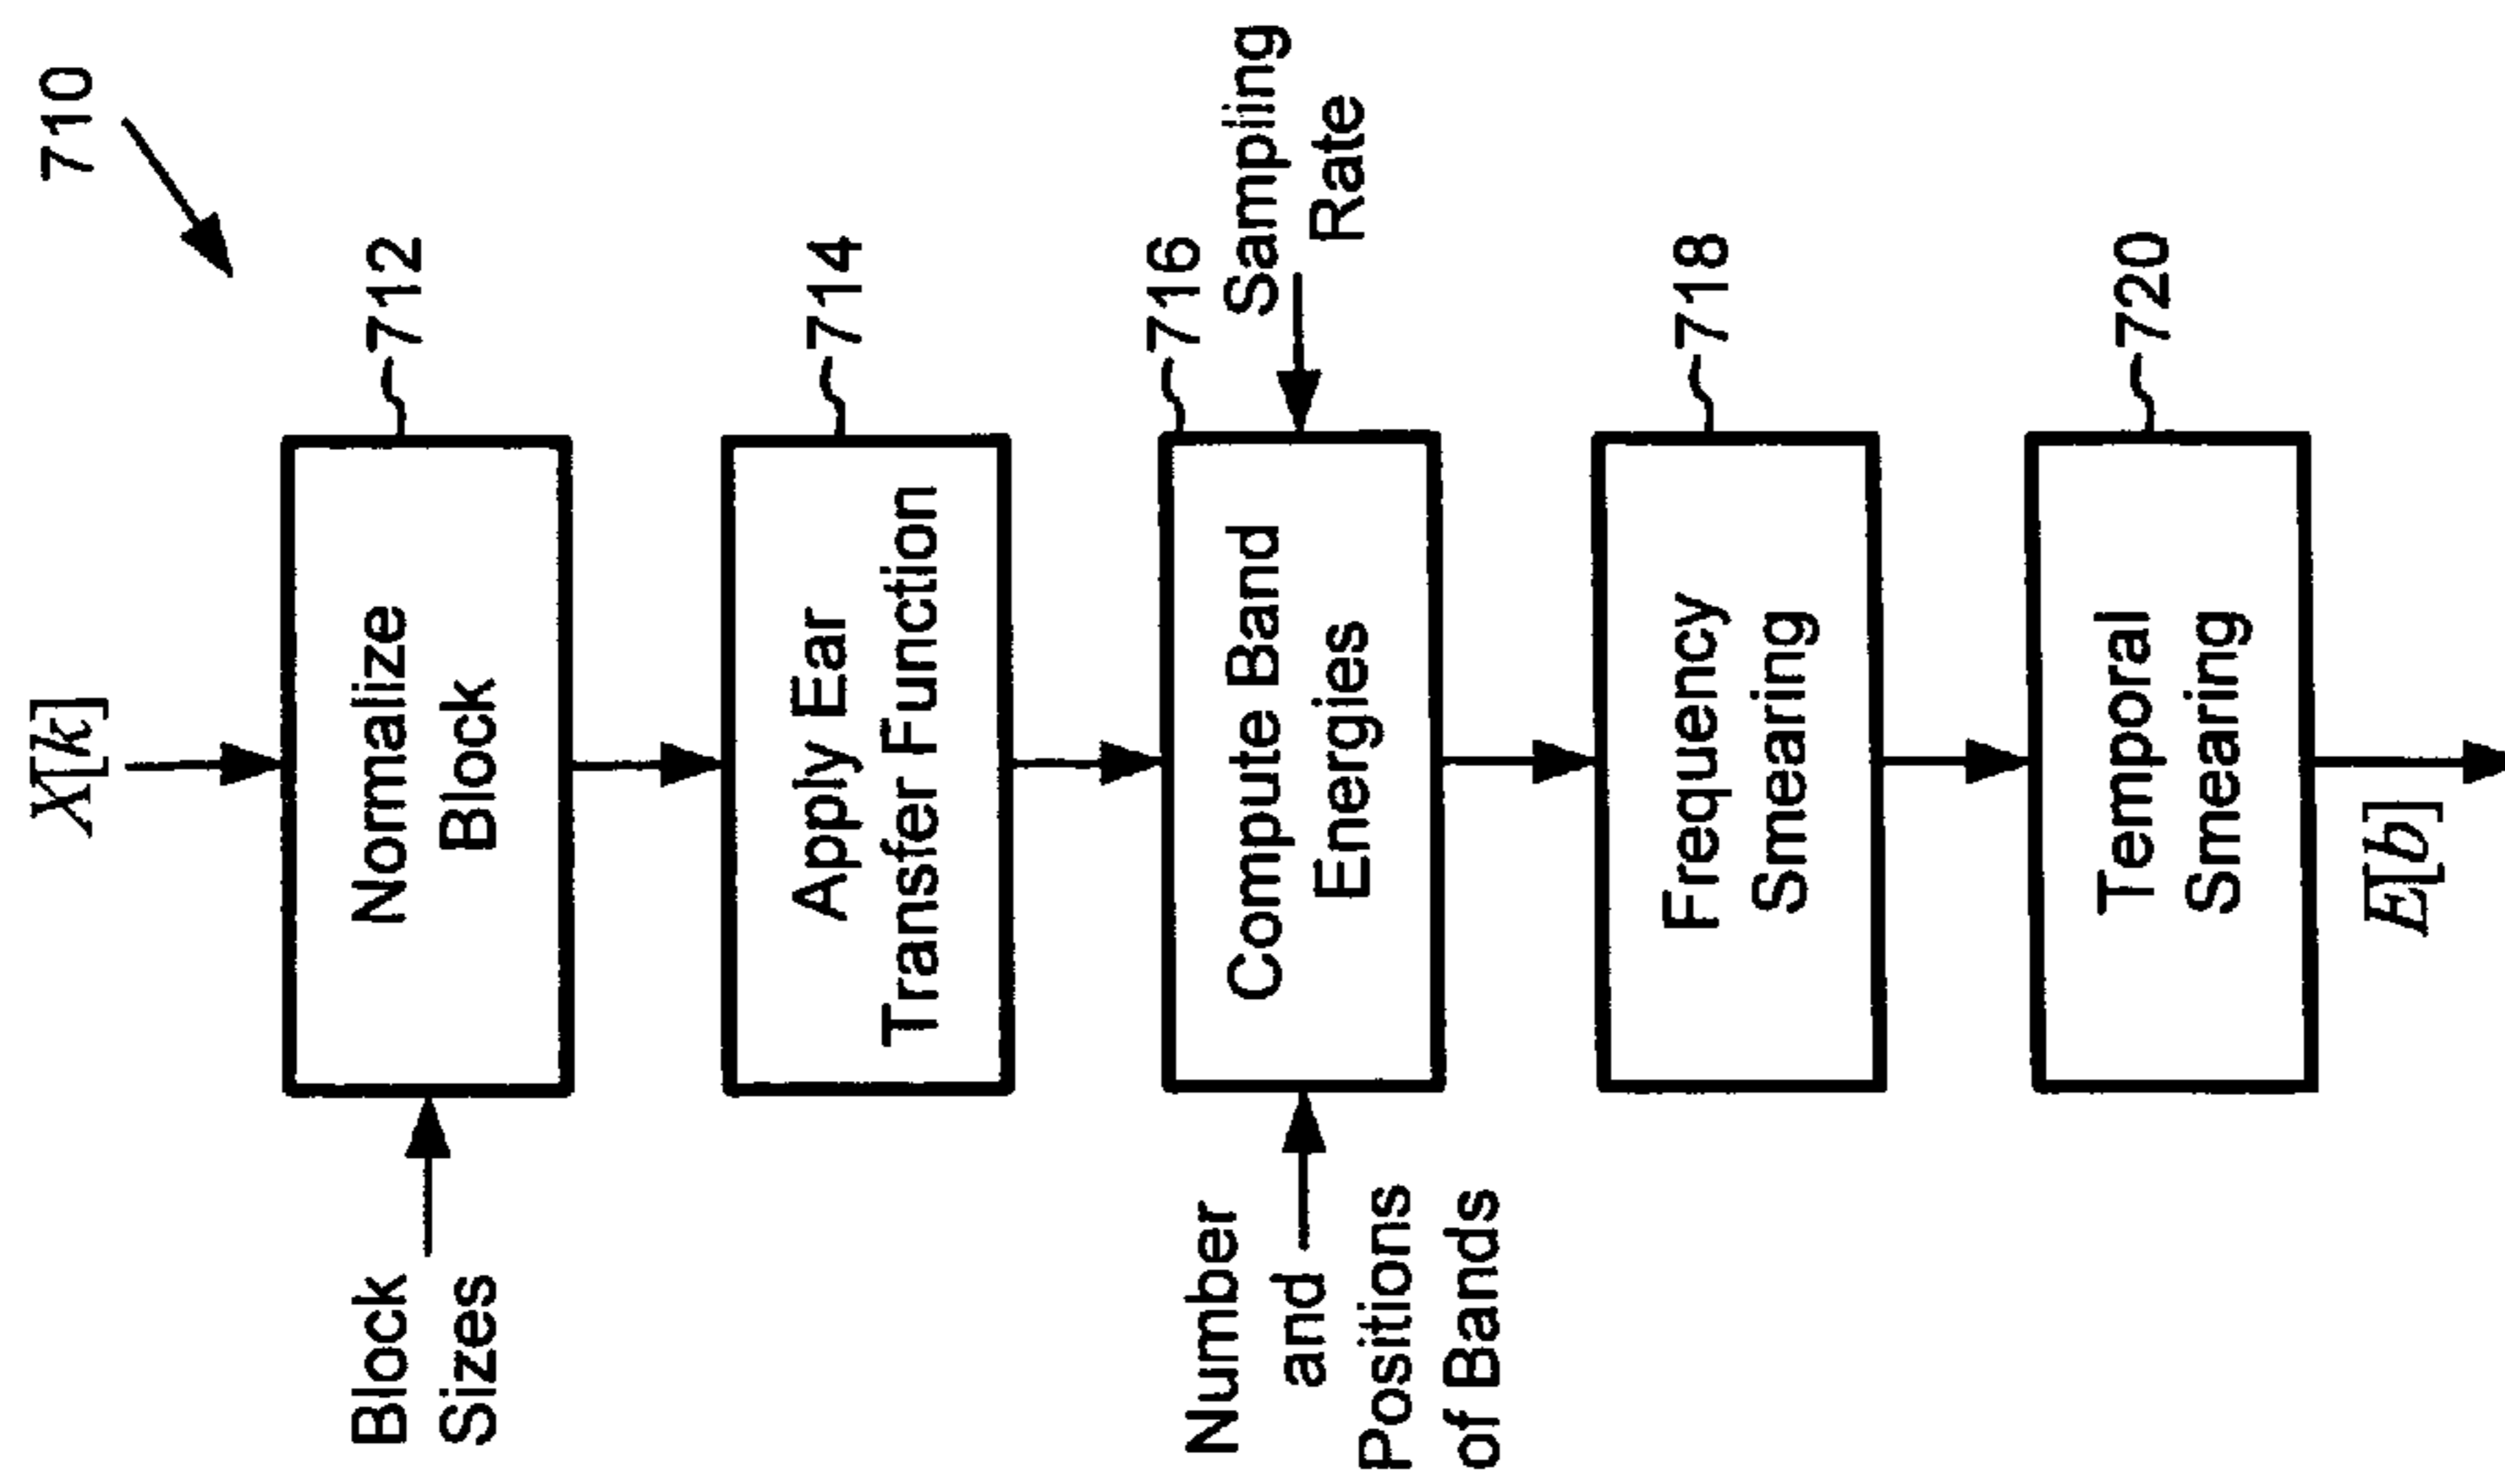 710
X[k]
Block
Sizes
Normalize
Block
712
Apply Ear
Transfer Function
714
Number
and
Positions
of Bands
Compute Band
Energies
716
Sampling
Rate
Frequency
Smearing
718
Temporal
Smearing
720
E[b]